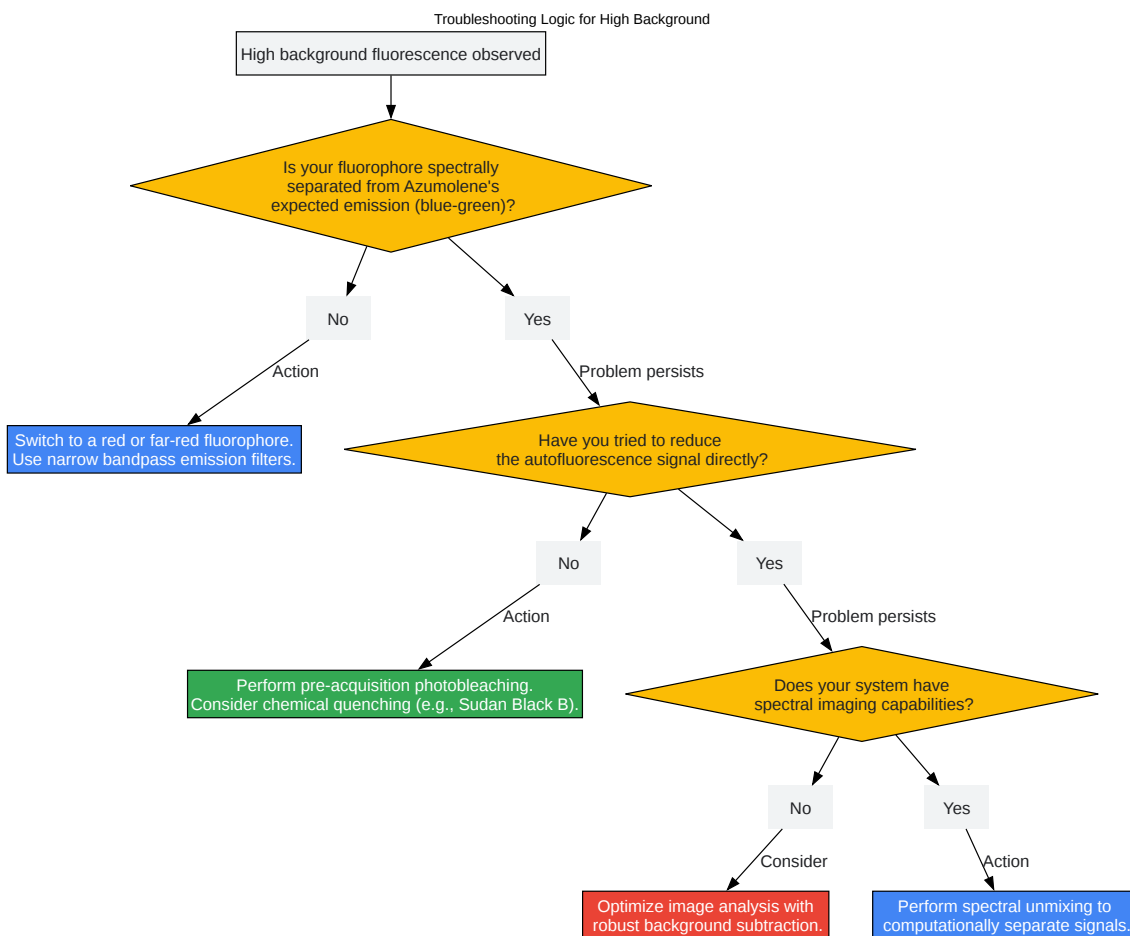 Troubleshooting Logic for High Background
High background fluorescence observed
Is your fluorophore spectrally
separated from Azumolene's
expected emission (blue-green)?
No
Yes
Action
Problem persists
Switch to a red or far-red fluorophore.
Use narrow bandpass emission filters.
Have you tried to reduce
the autofluorescence signal directly?
No
Yes
Action
Problem persists
Perform pre-acquisition photobleaching.
Consider chemical quenching (e.g., Sudan Black B).
Does your system have
spectral imaging capabilities?
No
Yes
Consider
Action
Optimize image analysis with
robust background subtraction.
Perform spectral unmixing to
computationally separate signals.